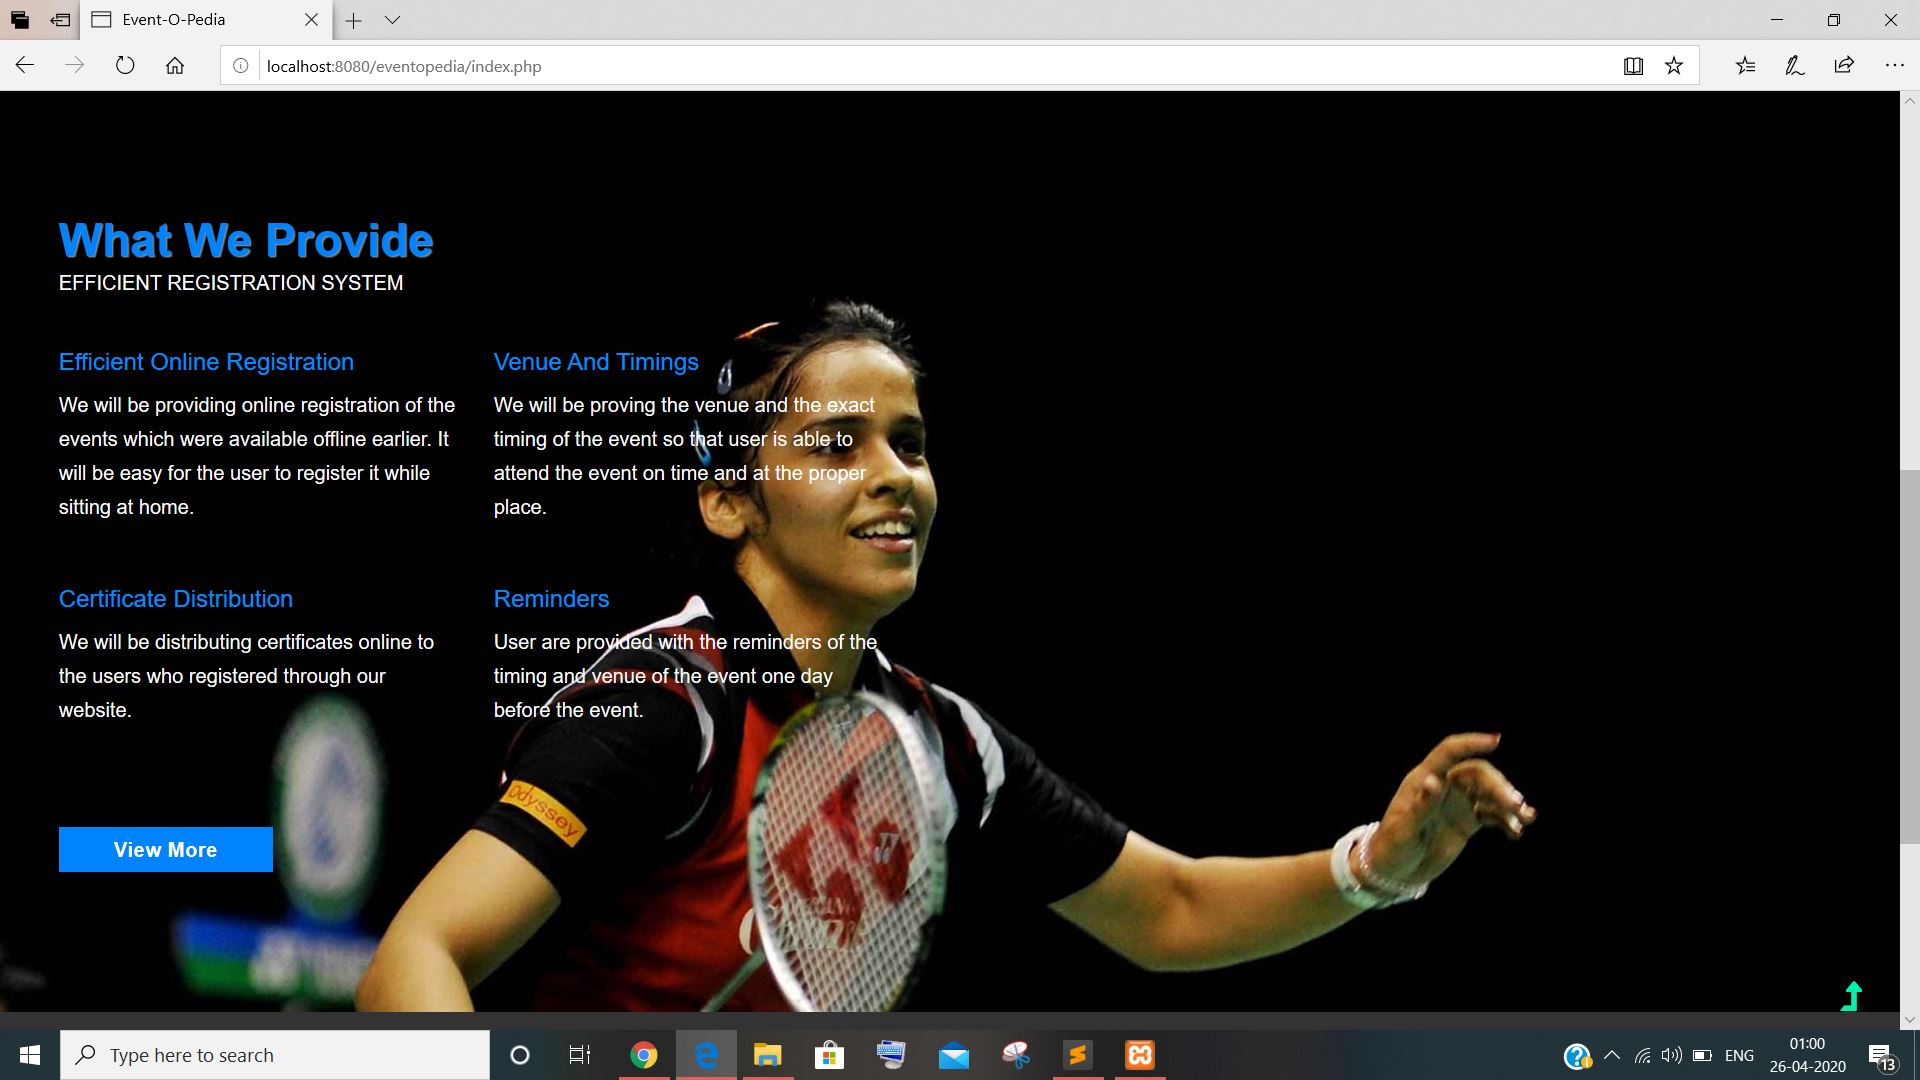 Event-O-Pedia
localhost:8080/eventopedia/index.php
What We Provide
EFFICIENT REGISTRATION SYSTEM
Efficient Online Registration
We will be providing online registration of the
events which were available offline earlier. It
will be easy for the user to register it while
sitting at home.
Venue And Timings
We will be proving the venue and the exact
timing of the event so that user is able to
attend the event on time and at the proper
place.
Certificate Distribution
We will be distributing certificates online to
the users who registered through our
website.
Reminders
User are provided with the reminders of the
timing and venue of the event one day
before the event.
Odyssey
View More
Type here to search
ENG
01:00
26-04-2020
13